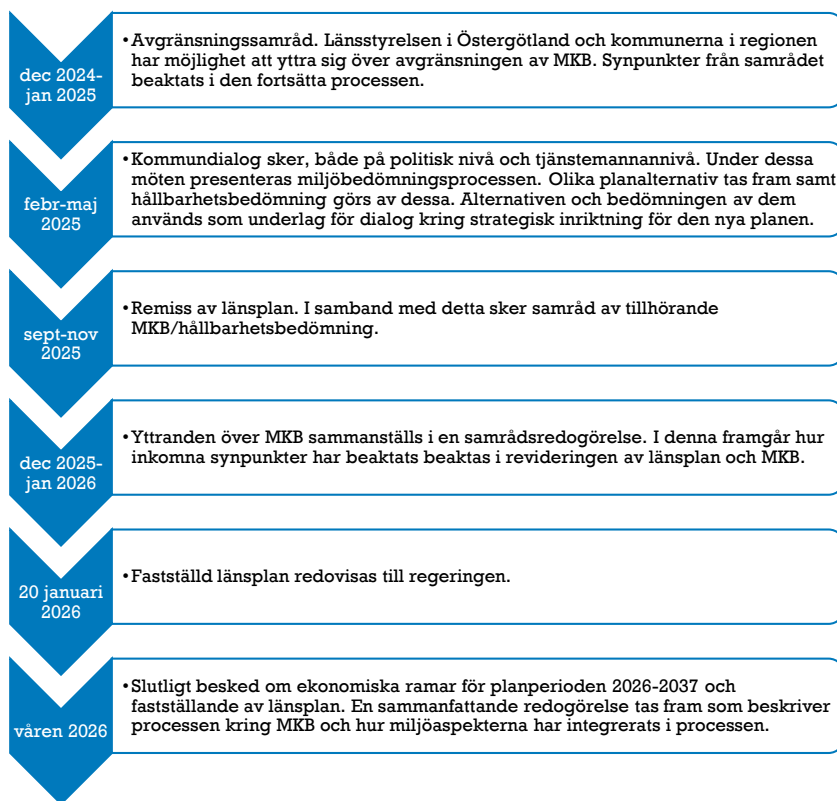 dec 2024-
jan 2025
•Avgränsningssamråd. Länsstyrelsen i Östergötland och kommunerna i regionen
har möjlighet att yttra sig över avgränsningen av MKB. Synpunkter från samrådet
beaktats i den fortsätta processen.
febr-maj
2025
•Kommundialog sker, både på politisk nivå och tjänstemannannivå. Under dessa
möten presenteras miljöbedömningsprocessen. Olika planalternativ tas fram samt
hållbarhetsbedömning görs av dessa. Alternativen och bedömningen av dem
används som underlag för dialog kring strategisk inriktning för den nya planen.
sept-nov
2025
•Remiss av länsplan. I samband med detta sker samråd av tillhörande
MKB/hållbarhetsbedömning.
dec 2025-
jan 2026
•Yttranden över MKB sammanställs i en samrådsredogörelse. I denna framgår hur
inkomna synpunkter har beaktats beaktas i revideringen av länsplan och MKB.
20 januari
2026
•Fastställd länsplan redovisas till regeringen.
våren 2026
•Slutligt besked om ekonomiska ramar för planperioden 2026-2037 och
fastställande av länsplan. En sammanfattande redogörelse tas fram som beskriver
processen kring MKB och hur miljöaspekterna har integrerats i processen.